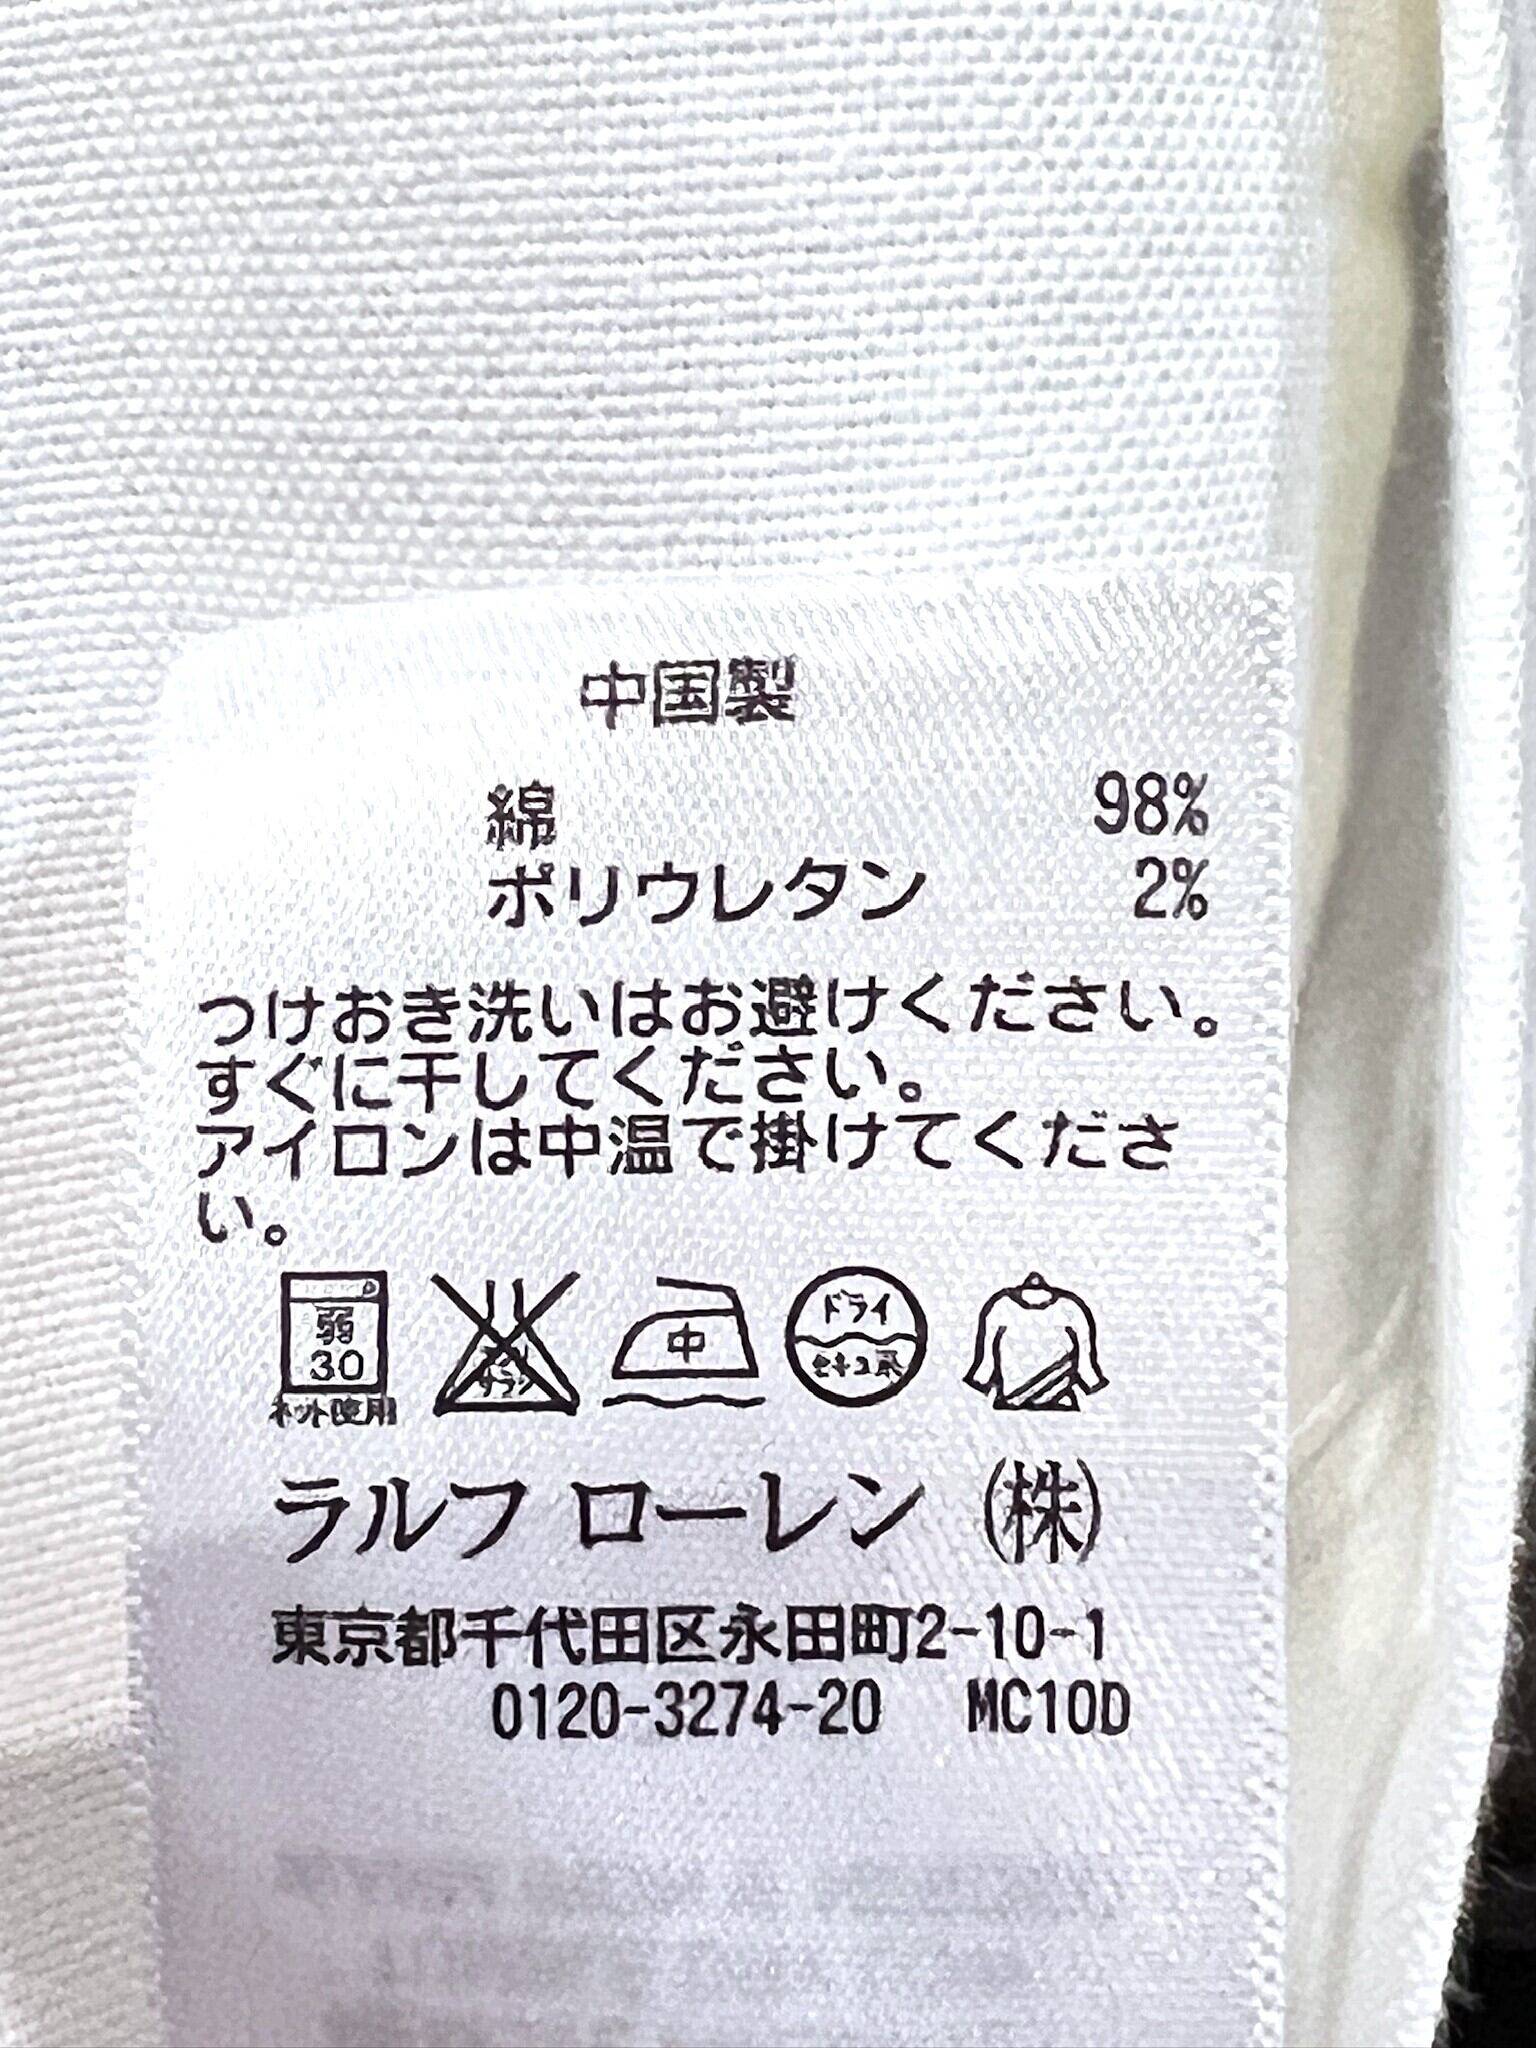 中国製
綿 98%
ポリウレタン 2%
つけおき洗いはお避けください。
すぐに干してください。
アイロンは中温で掛けてくださ
い。
弱
30
ネット使用
中
ドライ
セキユ系
ラルフ ローレン (株)
東京都千代田区永田町2-10-1
0120-3274-20 MC10D